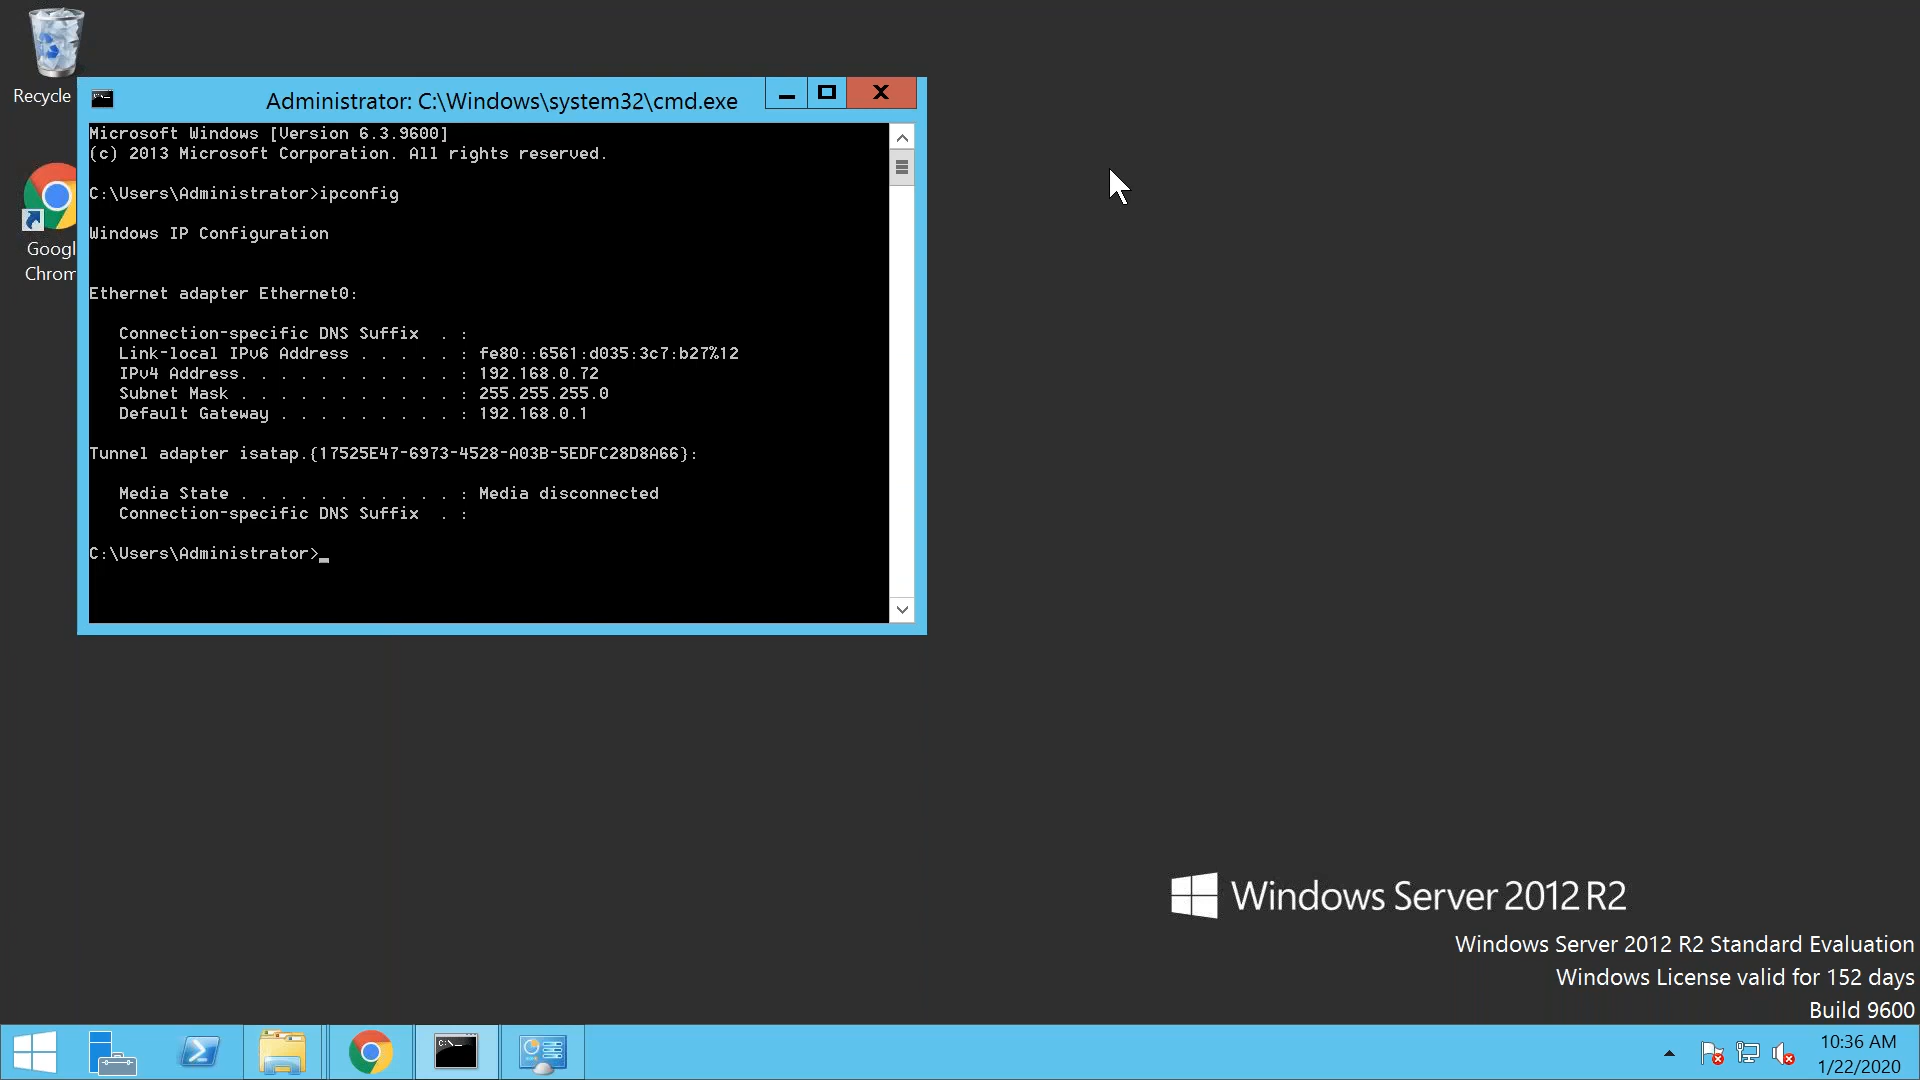 Recycle
Googl
Chrom
Administrator: C:\Windows\system32\cmd.exe
Microsoft Windows [Version 6.3.9600]
(c) 2013 Microsoft Corporation. All rights reserved.
C:\Users\Administrator>ipconfig
Windows IP Configuration
Ethernet adapter Ethernet0:
Connection-specific DNS Suffix  . :
Link-local IPv6 Address . . . . . : fe80::6561:d035:3c7:b27%12
IPv4 Address. . . . . . . . . . . : 192.168.0.72
Subnet Mask . . . . . . . . . . . : 255.255.255.0
Default Gateway . . . . . . . . . : 192.168.0.1
Tunnel adapter isatap.{17525E47-6973-4528-A03B-5EDFC28D8A66}:
Media State . . . . . . . . . . . : Media disconnected
Connection-specific DNS Suffix  . :
C:\Users\Administrator>_
Windows Server 2012 R2
Windows Server 2012 R2 Standard Evaluation
Windows License valid for 152 days
Build 9600
10:36 AM
1/22/2020